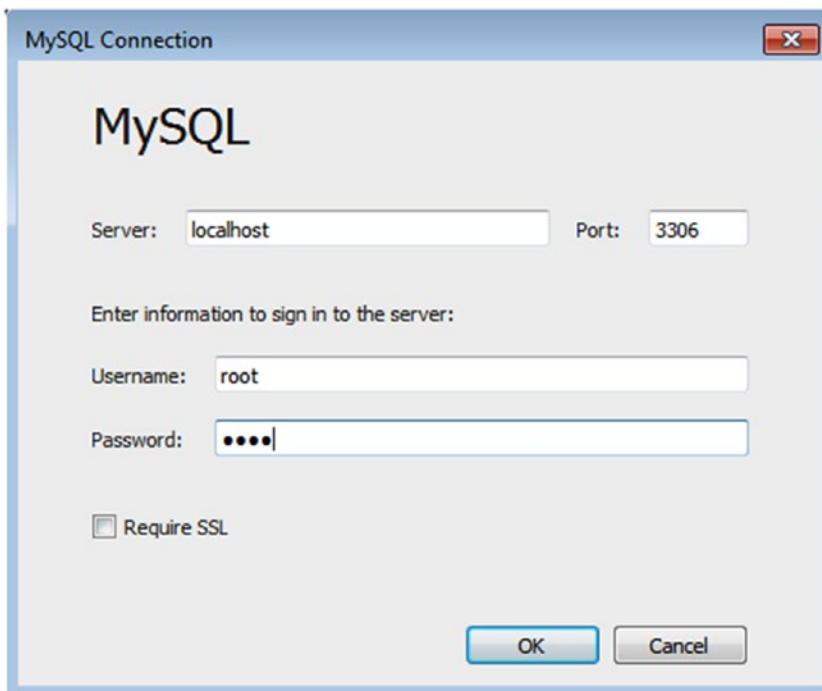 MySQL Connection
MySQL
Server: localhost Port: 3306
Enter information to sign in to the server:
Username: root
Password: ••••
Require SSL
OK Cancel